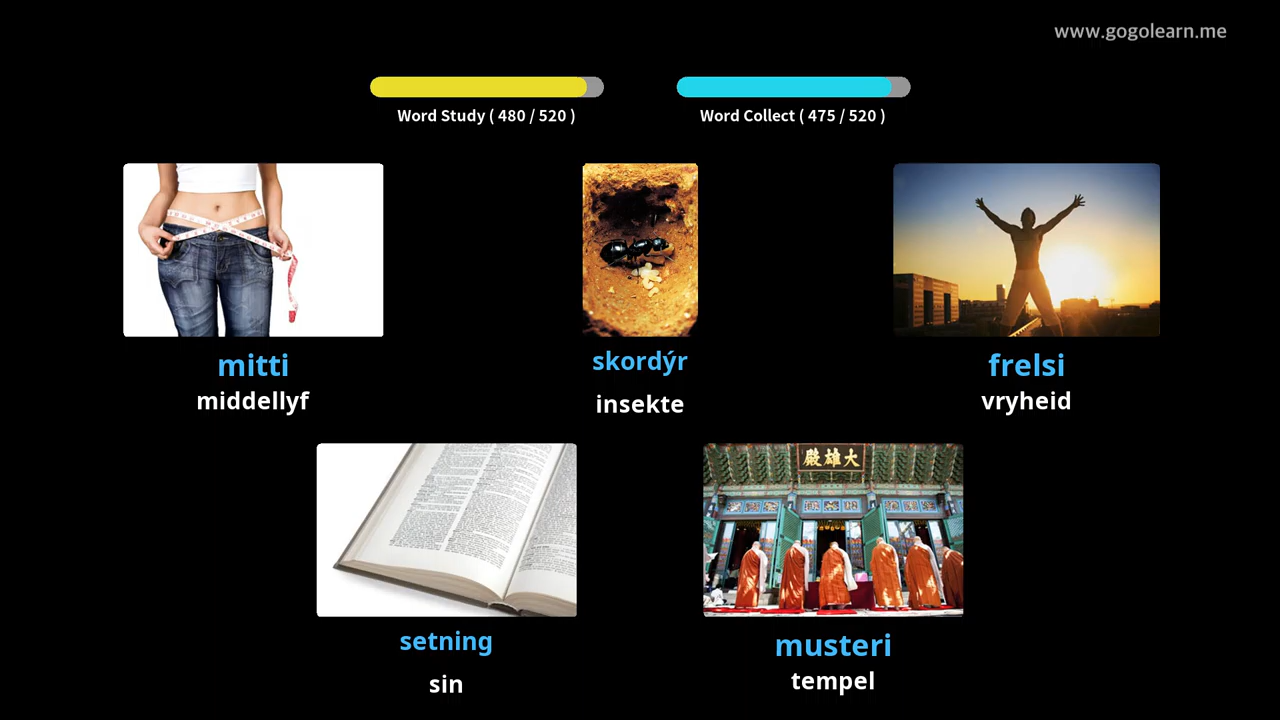 www.gogolearn.me
Word Study ( 480 / 520 )
Word Collect ( 475 / 520 )
mitti
middellyf
skordýr
insekte
frelsi
vryheid
大雄殿
setning
sin
musteri
tempel